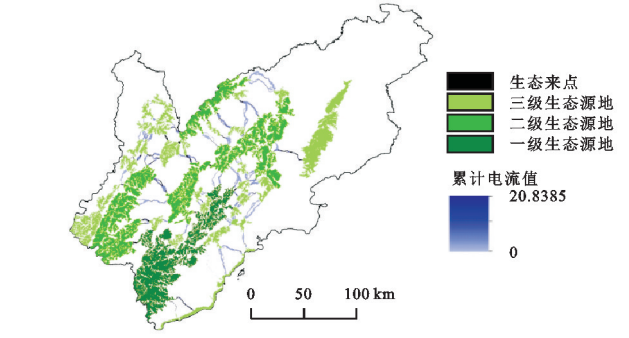 生态来点
三级生态源地
二级生态源地
一级生态源地
累计电流值
20.8385
0
0 50 100 km